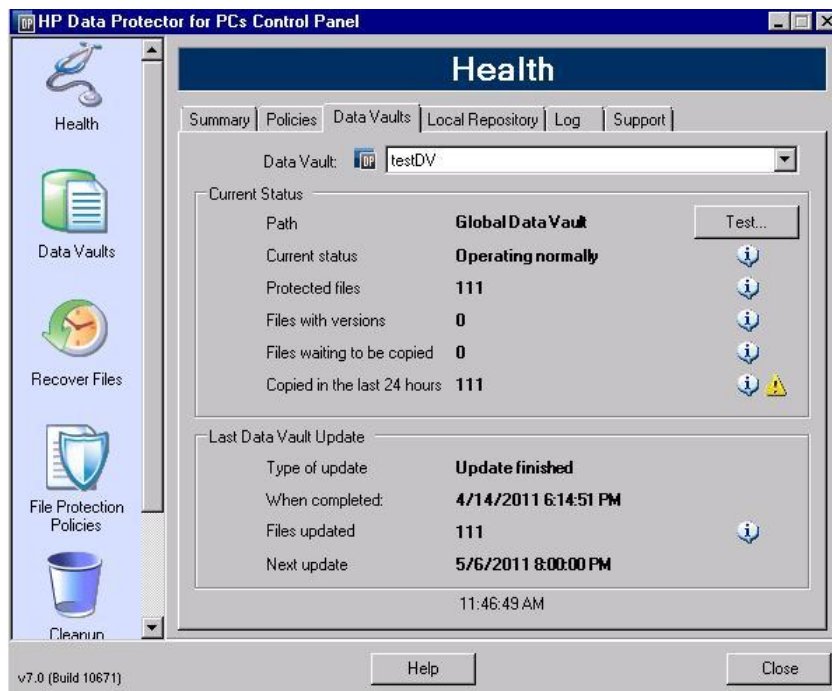 HP Data Protector for PCs Control Panel
Health
Data Vaults
Recover Files
File Protection
Policies
Cleanup
v7.0 (Build 10671)
Health
Summary Policies Data Vaults Local Repository Log Support
Data Vault: DP testDV
Current Status
Path Global Data Vault Test...
Current status Operating normally
Protected files 111
Files with versions 0
Files waiting to be copied 0
Copied in the last 24 hours 111
Last Data Vault Update
Type of update Update finished
When completed: 4/14/2011 6:14:51 PM
Files updated 111
Next update 5/6/2011 8:00:00 PM
11:46:49 AM
Help Close